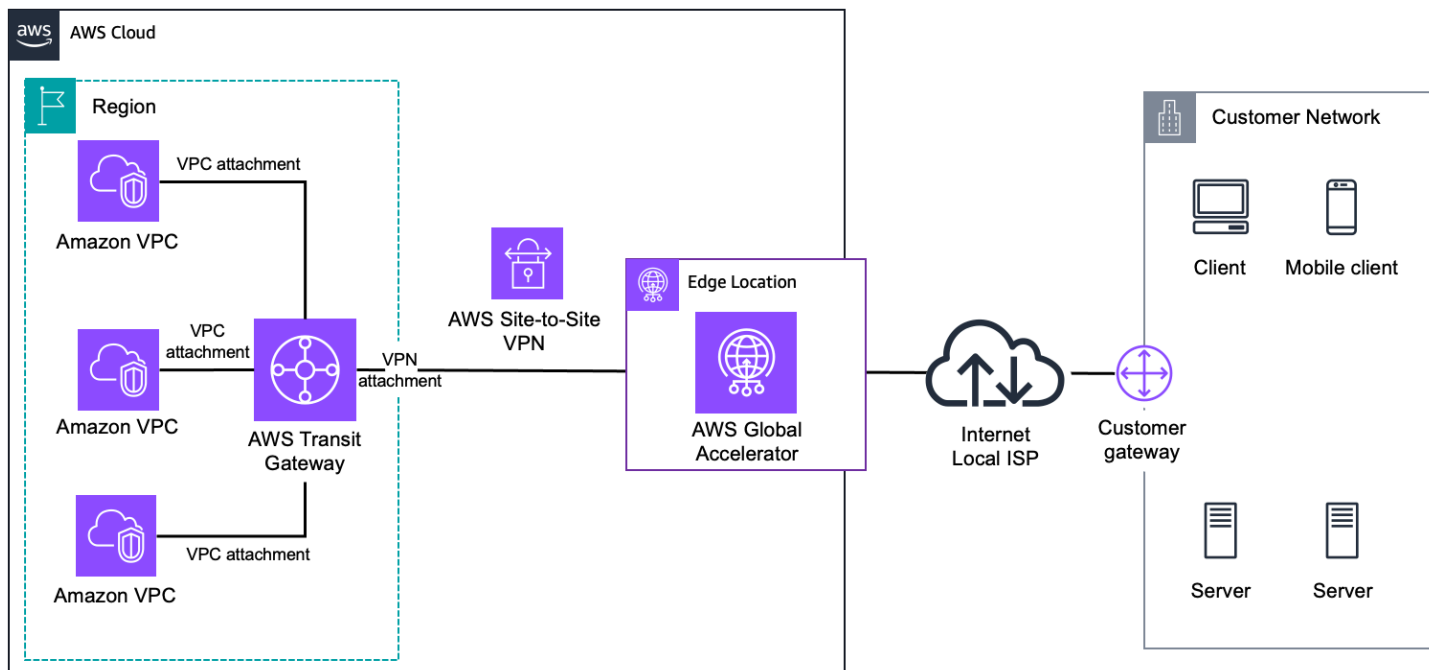 aws
AWS Cloud
Region
VPC attachment
Amazon VPC
VPC
attachment
Amazon VPC
AWS Transit
Gateway
VPC attachment
Amazon VPC
VPN
attachment
AWS Site-to-Site
VPN
Edge Location
AWS Global
Accelerator
Internet
Local ISP
Customer
gateway
Customer Network
Client
Mobile client
Server
Server